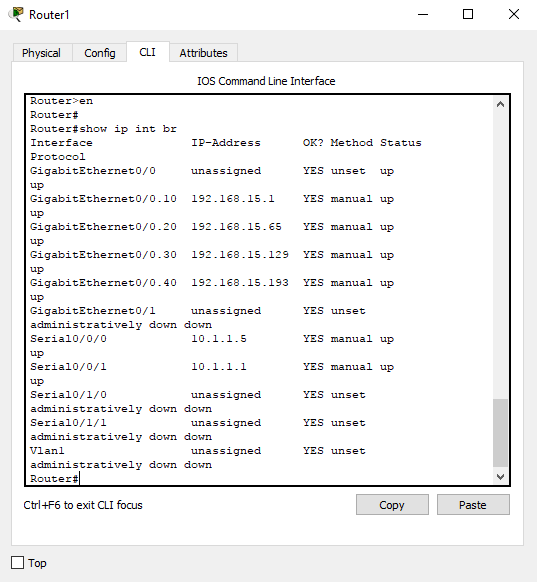 Router1
Physical Config CLI Attributes
IOS Command Line Interface
Router>en
Router#
Router#show ip int br
Interface IP-Address OK? Method Status
Protocol
GigabitEthernet0/0 unassigned YES unset up
up
GigabitEthernet0/0.10 192.168.15.1 YES manual up
up
GigabitEthernet0/0.20 192.168.15.65 YES manual up
up
GigabitEthernet0/0.30 192.168.15.129 YES manual up
up
GigabitEthernet0/0.40 192.168.15.193 YES manual up
up
GigabitEthernet0/1 unassigned YES unset
administratively down down
Serial0/0/0 10.1.1.5 YES manual up
up
Serial0/0/1 10.1.1.1 YES manual up
up
Serial0/1/0 unassigned YES unset
administratively down down
Serial0/1/1 unassigned YES unset
administratively down down
Vlan1 unassigned YES unset
administratively down down
Router#
Ctrl+F6 to exit CLI focus Copy Paste
Top